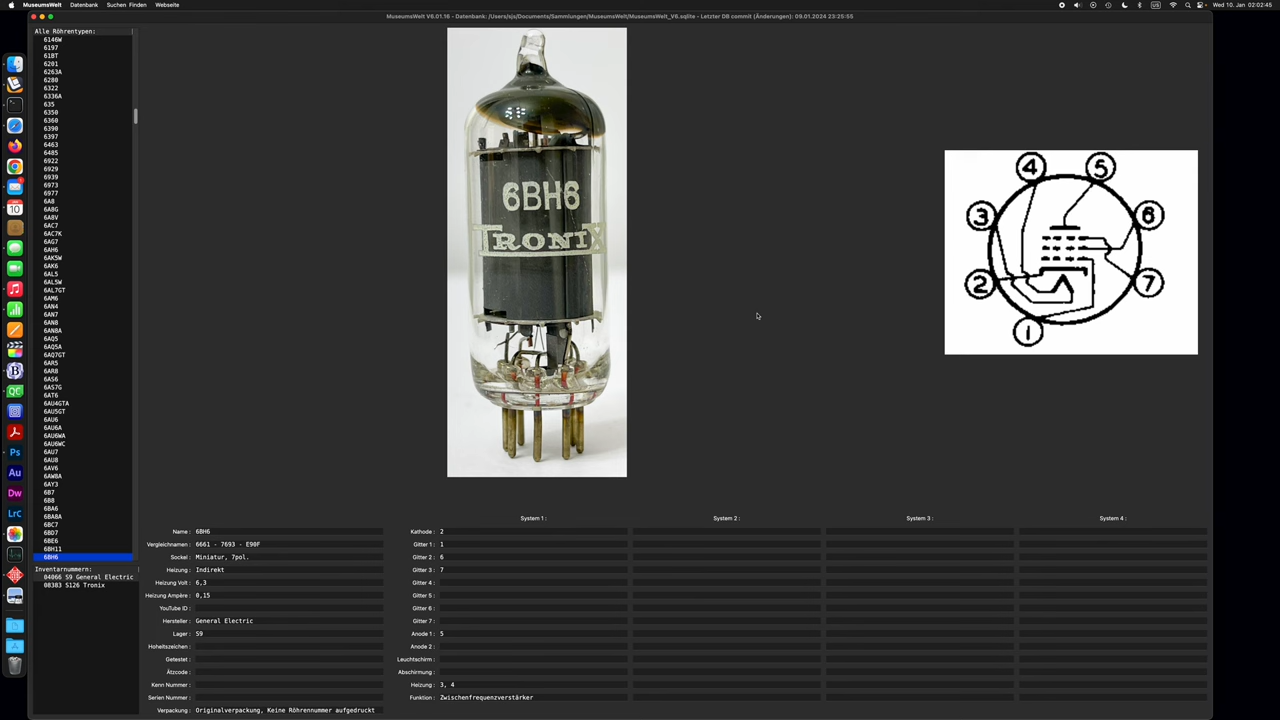 MuseumsWelt Datenbank Suchen Finden Webseite
Wed 10. Jan 02:02:45
MuseumsWelt V6.01.16 - Datenbank: /Users/sjs/Documents/Sammlungen/MuseumsWelt/MuseumsWelt_V6.sqlite - Letzter DB commit (Änderungen): 09.01.2024 23:25:55
Alle Röhrentypen:
6146W
6197
61BT
6201
6263A
6280
6322
6336A
635
6350
6360
6390
6397
6463
6485
6922
6929
6939
6973
6977
6A8
6A8G
6A8V
6AC7
6AC7K
6AG7
6AH6
6AK5W
6AK6
6AL5
6AL5W
6AL7GT
6AM6
6AN4
6AN7
6AN8
6AN8A
6AQ5
6AQ5A
6AQ7GT
6AR5
6AR8
6AS6
6AS7G
6AT6
6AU4GTA
6AU5GT
6AU6
6AU6A
6AU6WA
6AU6WC
6AU7
6AU8
6AV6
6AW8A
6AY3
6B7
6B8
6BA6
6BA8A
6BC7
6BD7
6BE6
6BH11
6BH6
Inventarnummern:
04066 S9 General Electric
08383 S126 Tronix
6BH6
TRONIX
4 5
3 6
2 7
1
System 1 : System 2 : System 3 : System 4 :
Name : 6BH6
Vergleichnamen : 6661 - 7693 - E90F
Sockel : Miniatur, 7pol.
Heizung : Indirekt
Heizung Volt : 6,3
Heizung Ampère : 0,15
YouTube ID :
Hersteller : General Electric
Lager : S9
Hoheitszeichen :
Getestet :
Ätzcode :
Kenn Nummer :
Serien Nummer :
Verpackung : Originalverpackung, Keine Röhrennummer aufgedruckt
Kathode : 2
Gitter 1 : 1
Gitter 2 : 6
Gitter 3 : 7
Gitter 4 :
Gitter 5 :
Gitter 6 :
Gitter 7 :
Anode 1 : 5
Anode 2 :
Leuchtschirm :
Abschirmung :
Heizung : 3, 4
Funktion : Zwischenfrequenzverstärker